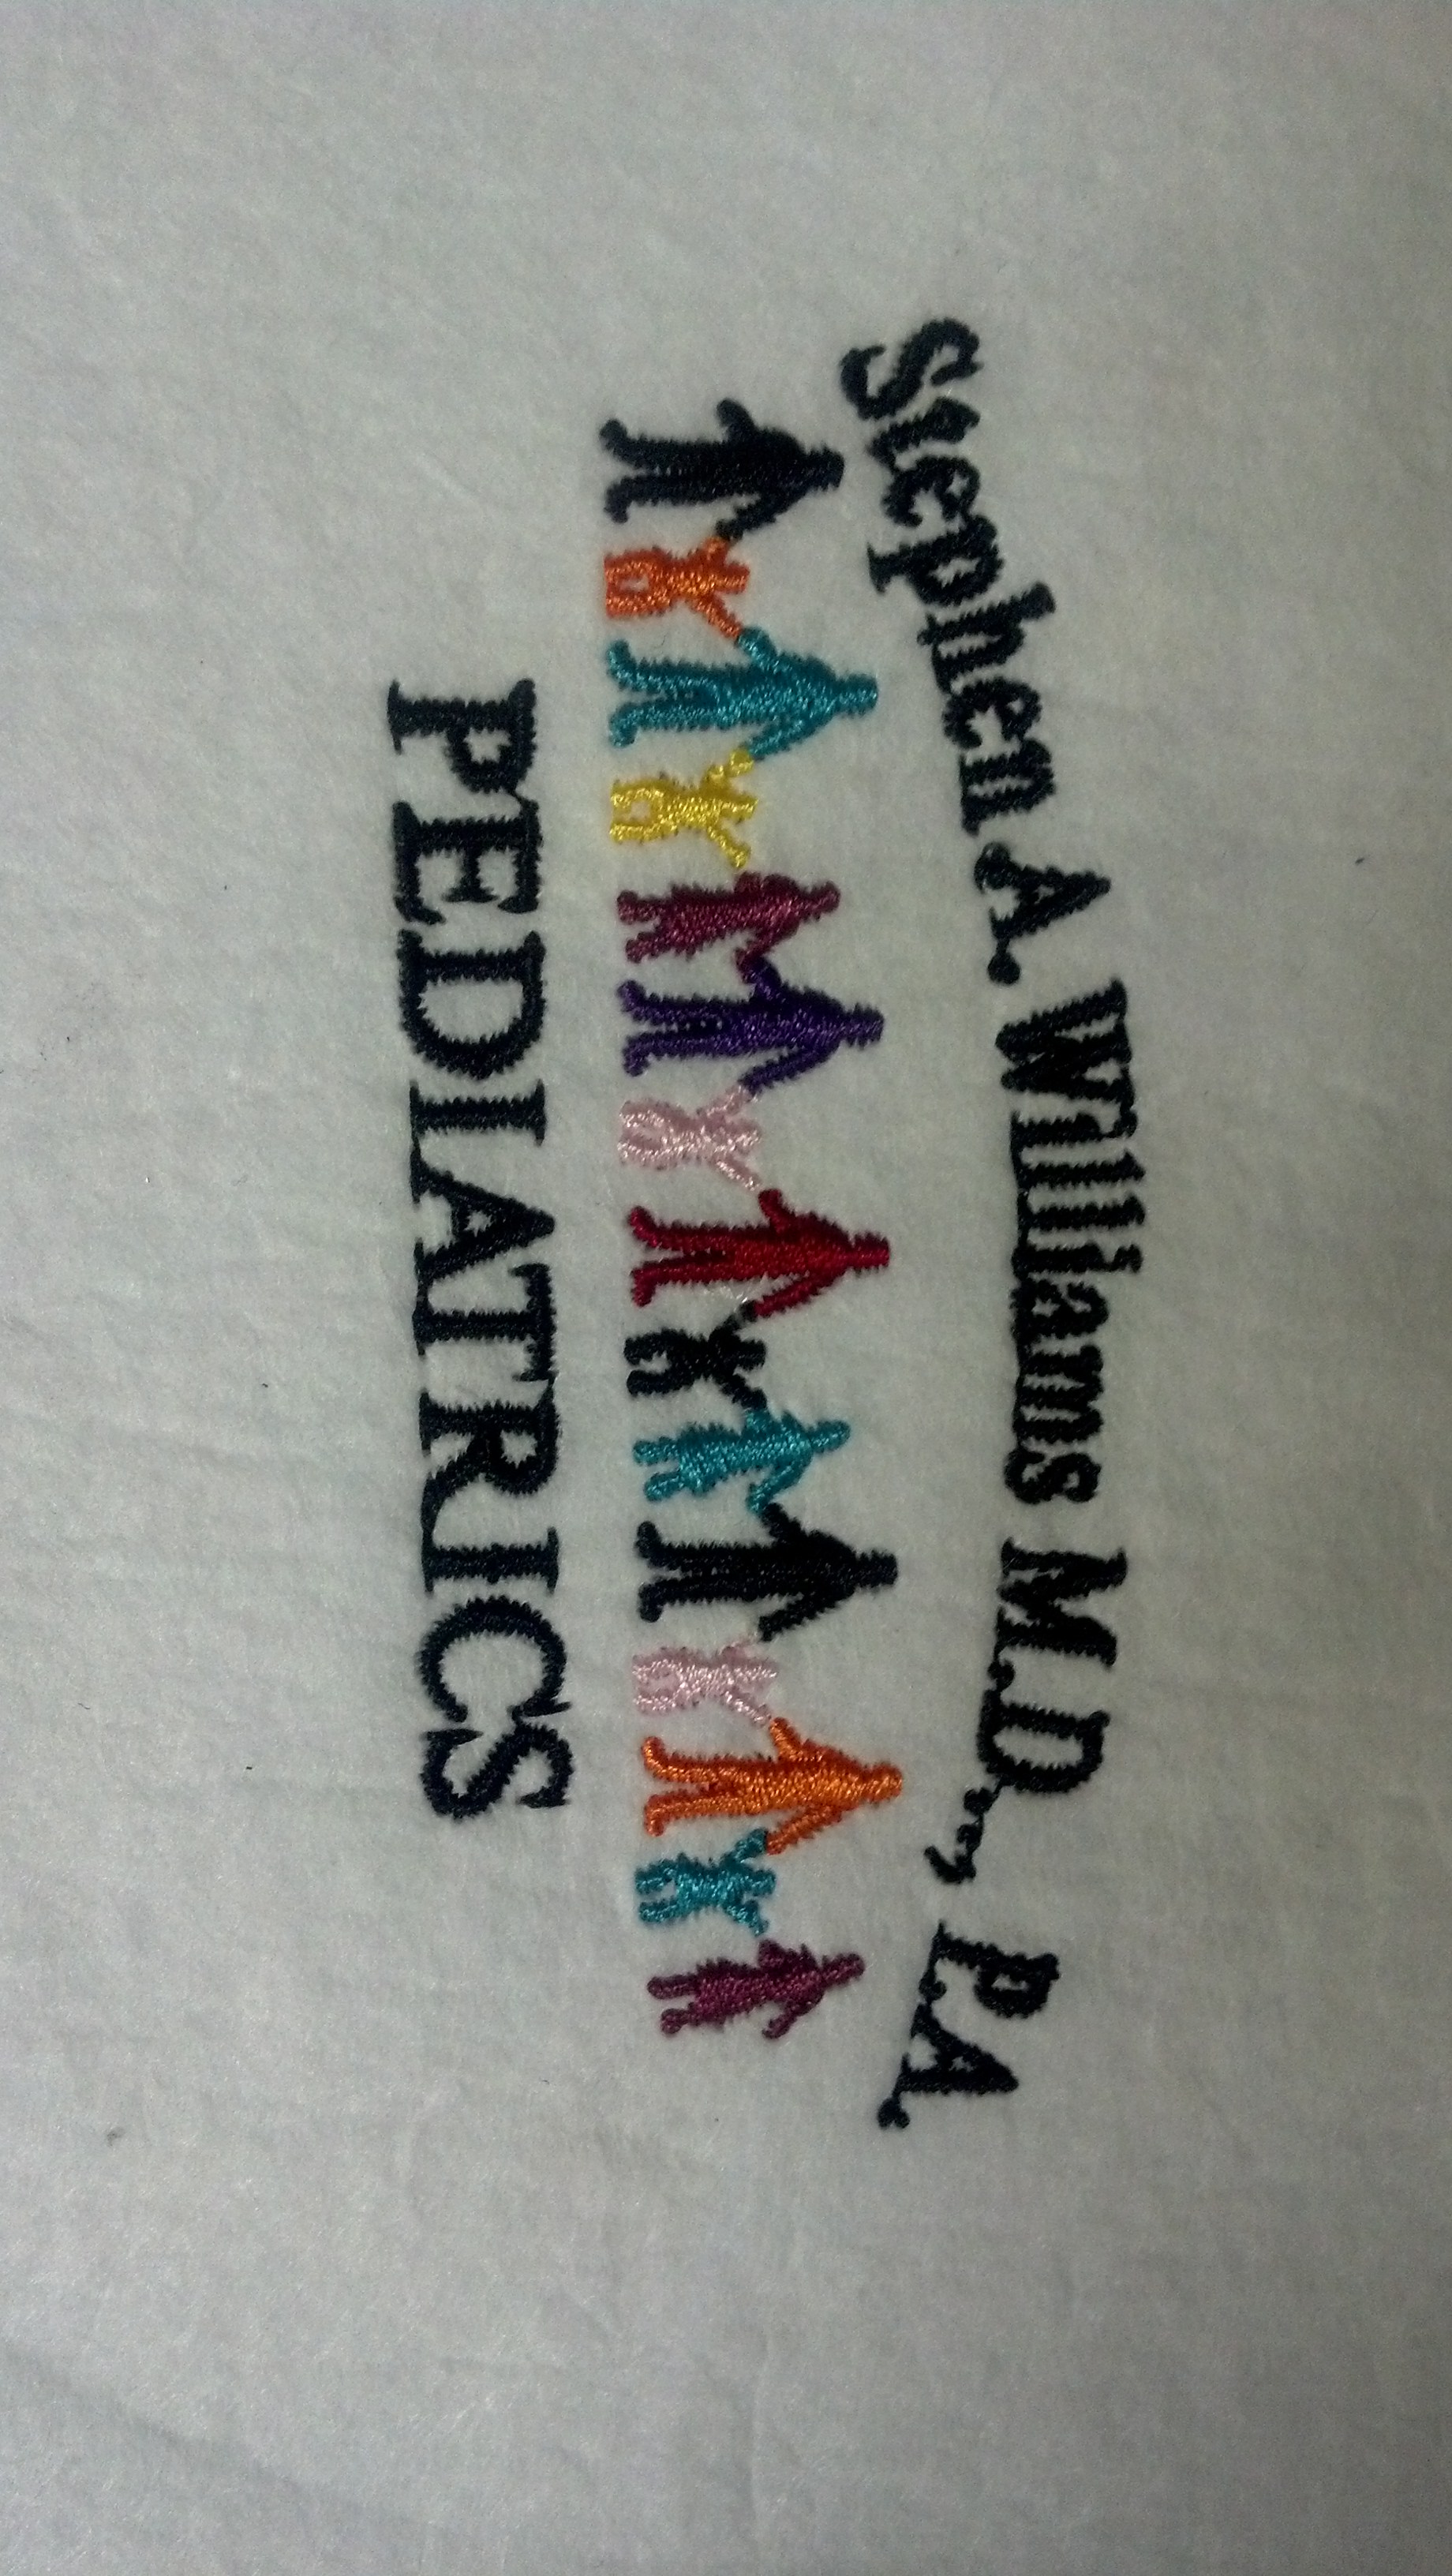 Stephen A. Williams M.D., P.A.
PEDIATRICS